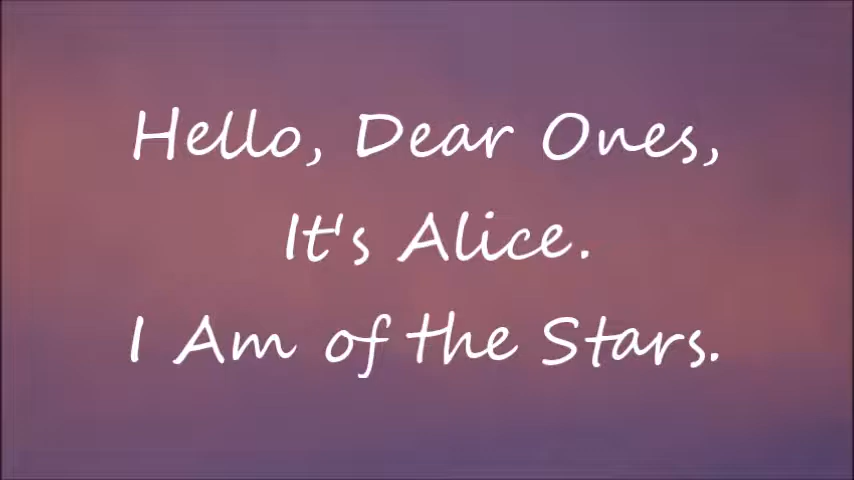 Hello, Dear Ones,
It's Alice.
I Am of the Stars.